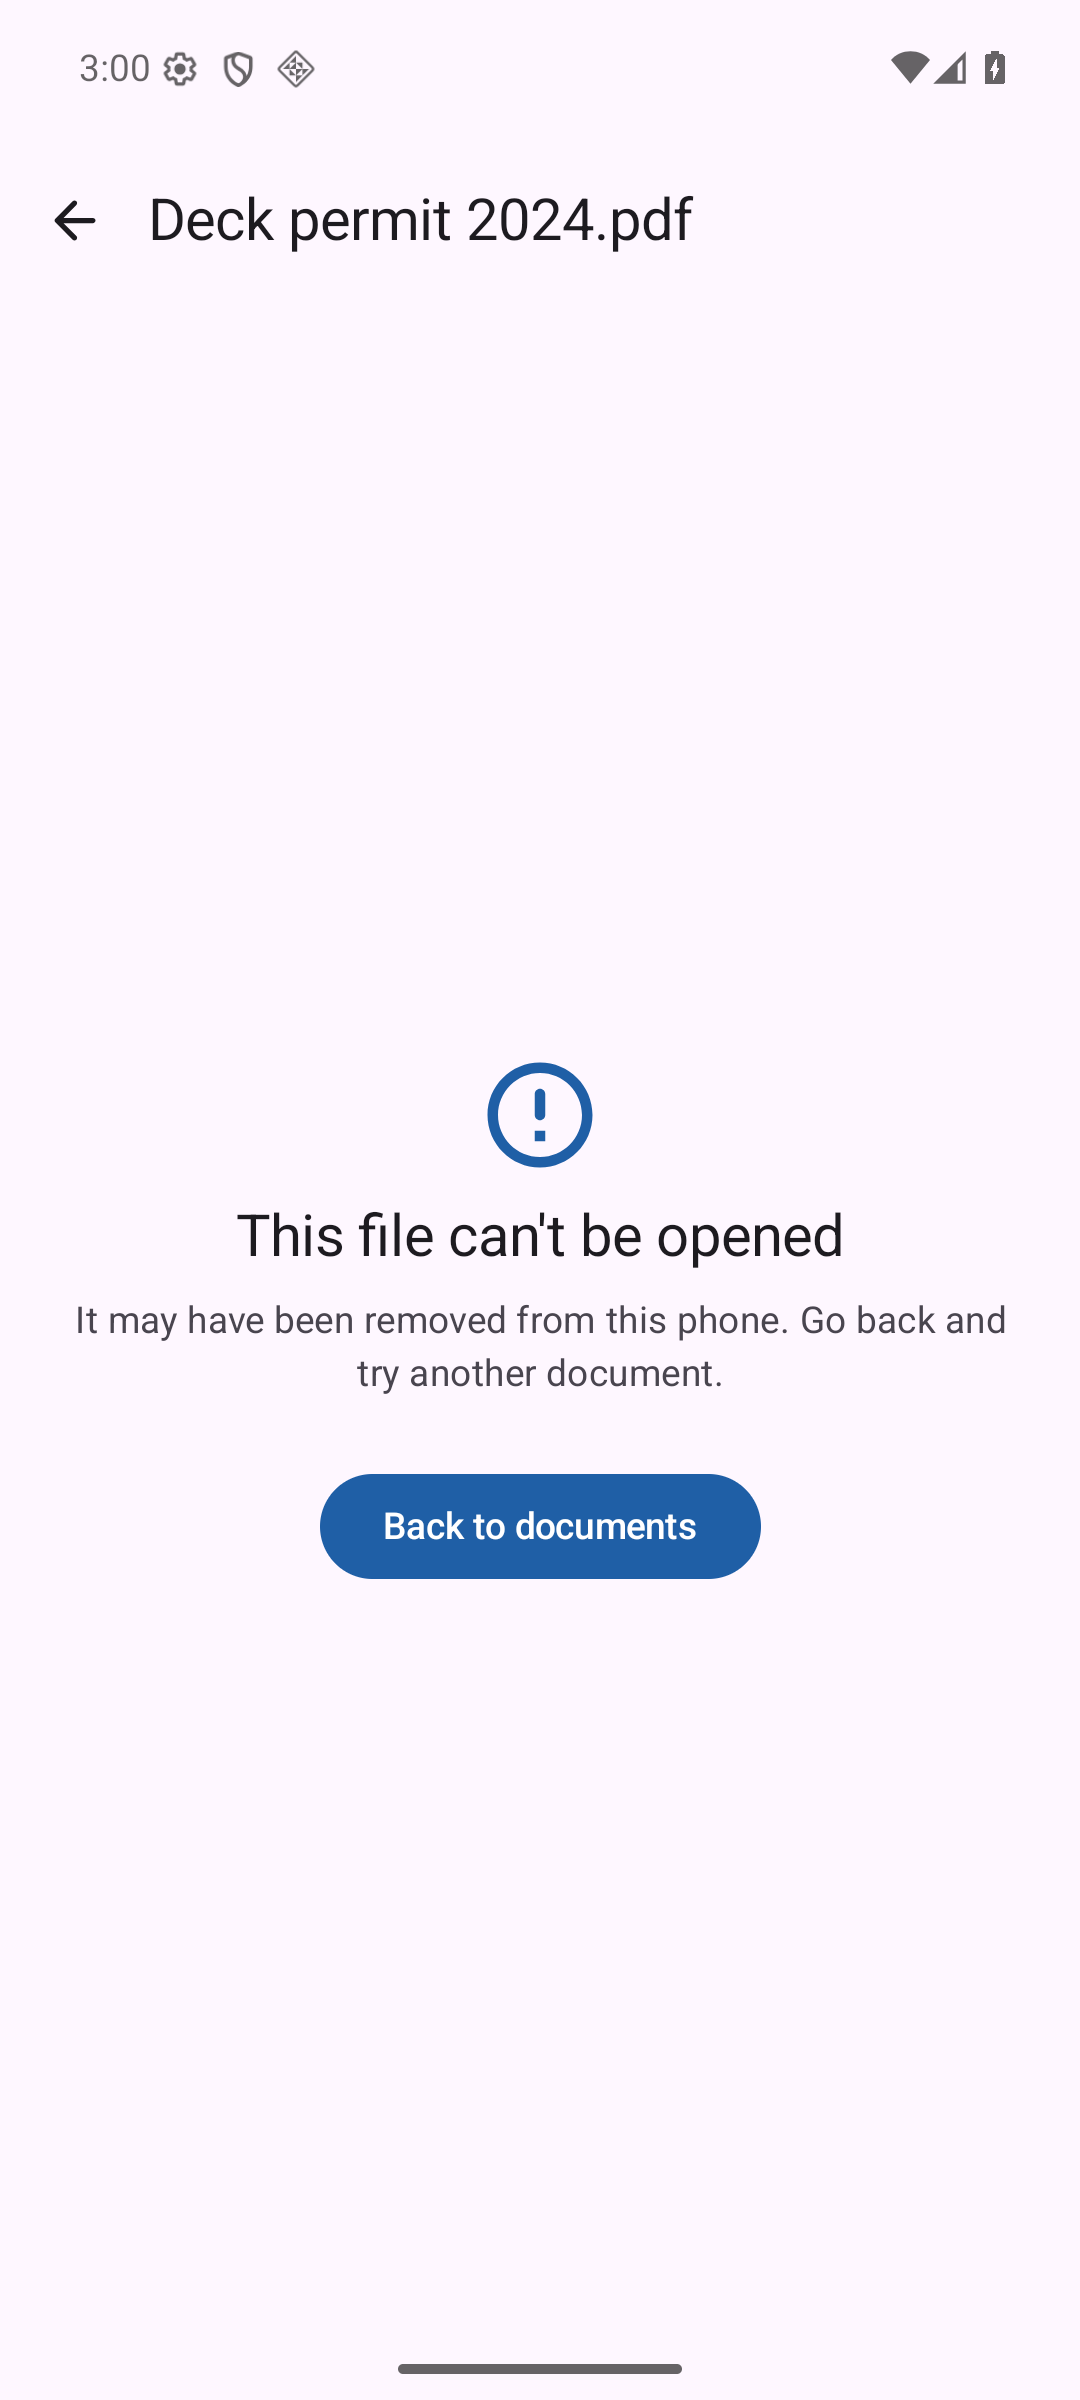 3:00
Deck permit 2024.pdf
This file can't be opened
It may have been removed from this phone. Go back and
try another document.
Back to documents